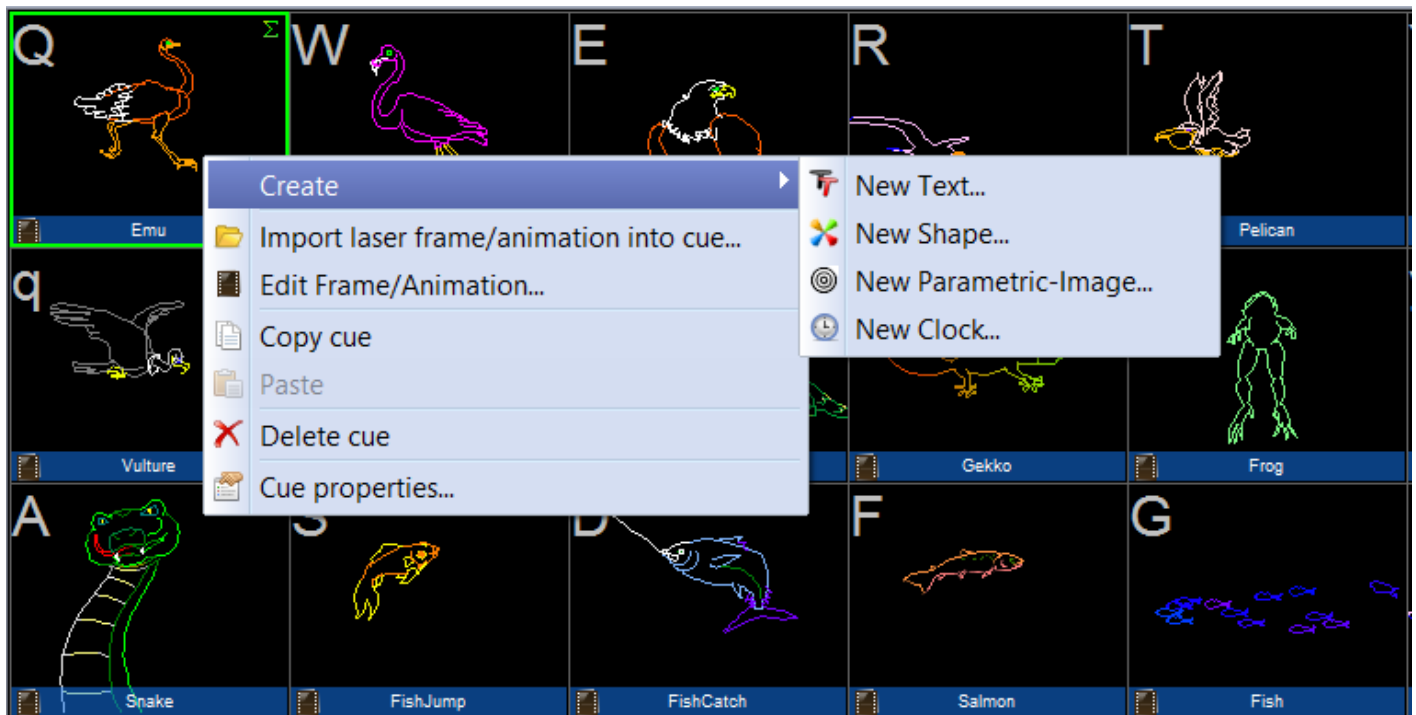 Q
Σ
W
E
R
T
Emu
Pelican
Create
Import laser frame/animation into cue...
Edit Frame/Animation...
Copy cue
Paste
Delete cue
Cue properties...
New Text...
New Shape...
New Parametric-Image...
New Clock...
q
Vulture
Gekko
Frog
A
S
D
F
G
Snake
FishJump
FishCatch
Salmon
Fish